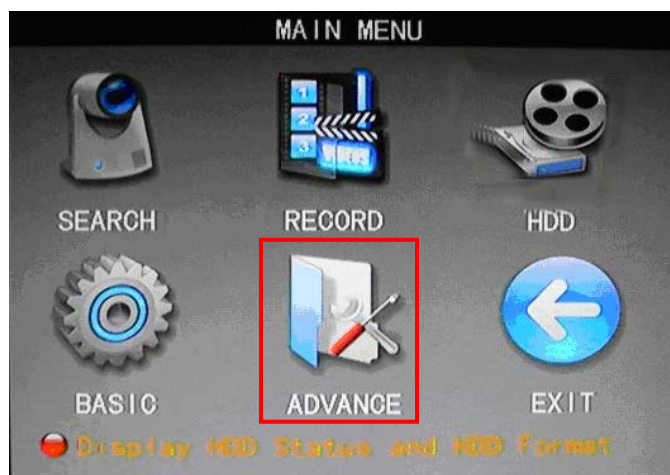 MAIN MENU
SEARCH RECORD HDD
BASIC ADVANCE EXIT
Display HDD Status and HDD Format